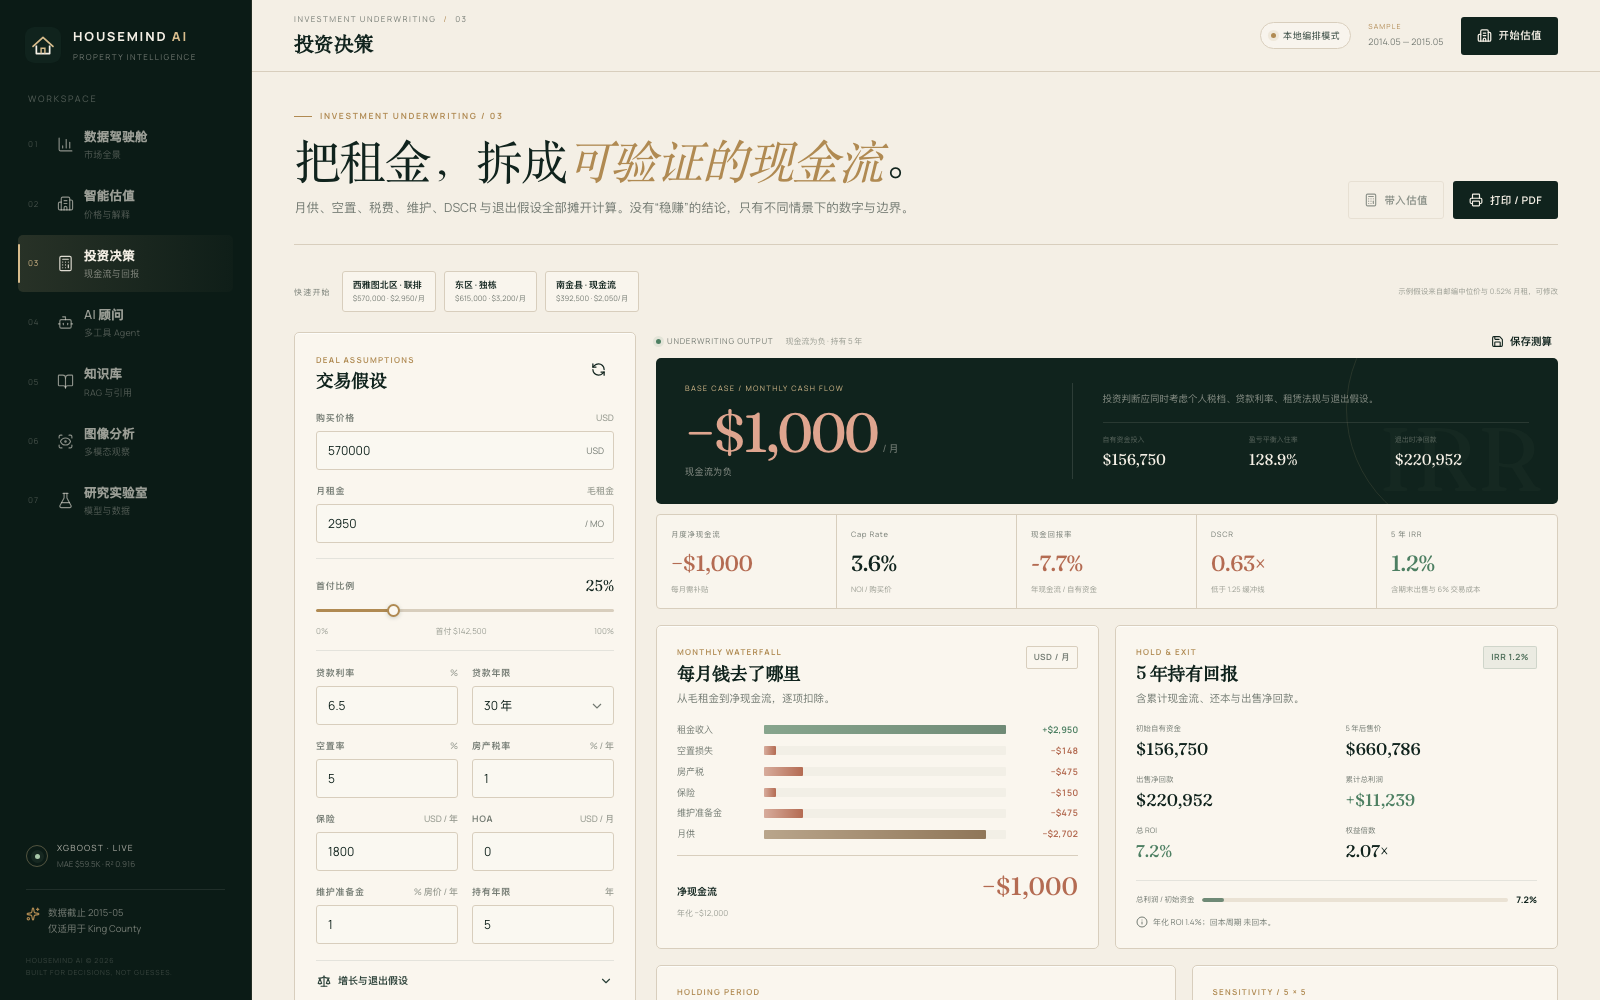 HOUSEMIND AI
PROPERTY INTELLIGENCE
WORKSPACE
01
数据驾驶舱
市场全景
02
智能估值
价格与解释
03
投资决策
现金流与回报
04
AI 顾问
多工具 Agent
05
知识库
RAG 与引用
06
图像分析
多模态观察
07
研究实验室
模型与数据
XGBOOST · LIVE
MAE $59.5K · R² 0.916
数据截止 2015-05
仅适用于 King County
HOUSEMIND AI © 2026
BUILT FOR DECISIONS, NOT GUESSES.
INVESTMENT UNDERWRITING / 03
投资决策
本地编排模式
SAMPLE
2014.05 — 2015.05
开始估值
INVESTMENT UNDERWRITING / 03
把租金，拆成可验证的现金流。
月供、空置、税费、维护、DSCR 与退出假设全部摊开计算。没有“稳赚”的结论，只有不同情景下的数字与边界。
带入估值
打印 / PDF
快速开始
西雅图北区 · 联排
$570,000 · $2,950/月
东区 · 独栋
$615,000 · $3,200/月
南金县 · 现金流
$392,500 · $2,050/月
示例假设来自邮编中位价与 0.52% 月租，可修改
DEAL ASSUMPTIONS
交易假设
购买价格
USD
570000
USD
月租金
毛租金
2950
/ MO
首付比例
25%
0%
首付 $142,500
100%
贷款利率
%
贷款年限
6.5
30 年
空置率
%
房产税率
% / 年
5
1
保险
USD / 年
HOA
USD / 月
1800
0
维护准备金
% 房价 / 年
持有年限
年
1
5
增长与退出假设
UNDERWRITING OUTPUT
现金流为负 · 持有 5 年
保存测算
BASE CASE / MONTHLY CASH FLOW
−$1,000
/ 月
现金流为负
投资判断应同时考虑个人税档、贷款利率、租赁法规与退出假设。
自有资金投入
$156,750
盈亏平衡入住率
128.9%
退出时净回款
$220,952
IRR
月度净现金流
−$1,000
每月需补贴
Cap Rate
3.6%
NOI / 购买价
现金回报率
-7.7%
年现金流 / 自有资金
DSCR
0.63×
低于 1.25 缓冲线
5 年 IRR
1.2%
含期末出售与 6% 交易成本
MONTHLY WATERFALL
每月钱去了哪里
从毛租金到净现金流，逐项扣除。
USD / 月
租金收入
+$2,950
空置损失
−$148
房产税
−$475
保险
−$150
维护准备金
−$475
月供
−$2,702
净现金流
−$1,000
年化 −$12,000
HOLD & EXIT
5 年持有回报
含累计现金流、还本与出售净回款。
IRR 1.2%
初始自有资金
$156,750
5 年后售价
$660,786
出售净回款
$220,952
累计总利润
+$11,239
总 ROI
7.2%
权益倍数
2.07×
总利润 / 初始资金
7.2%
年化 ROI 1.4%；回本周期 未回本。
HOLDING PERIOD
SENSITIVITY / 5 × 5